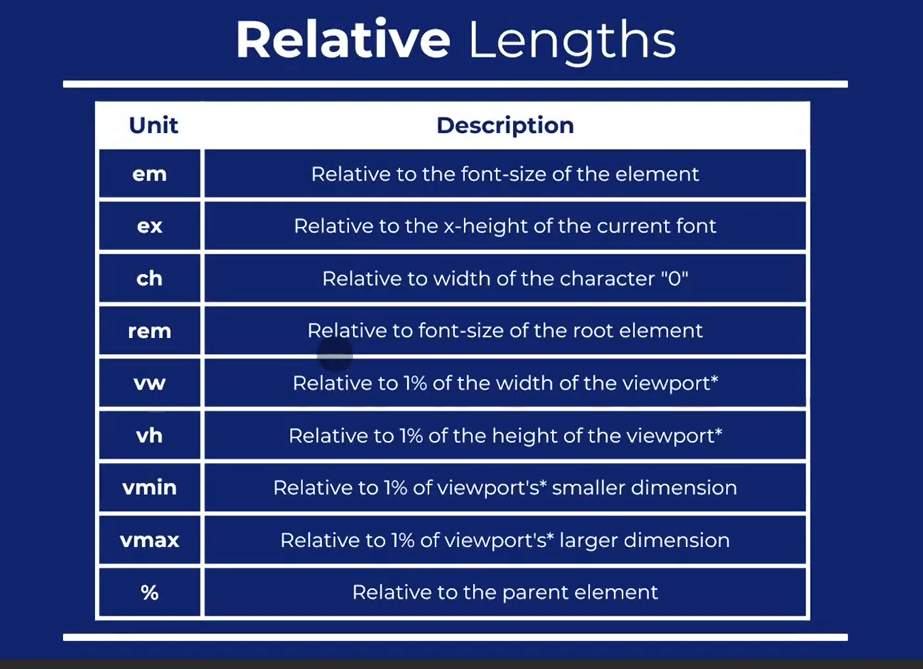 Relative Lengths
Unit Description
em Relative to the font-size of the element
ex Relative to the x-height of the current font
ch Relative to width of the character "0"
rem Relative to font-size of the root element
vw Relative to 1% of the width of the viewport*
vh Relative to 1% of the height of the viewport*
vmin Relative to 1% of viewport's* smaller dimension
vmax Relative to 1% of viewport's* larger dimension
% Relative to the parent element